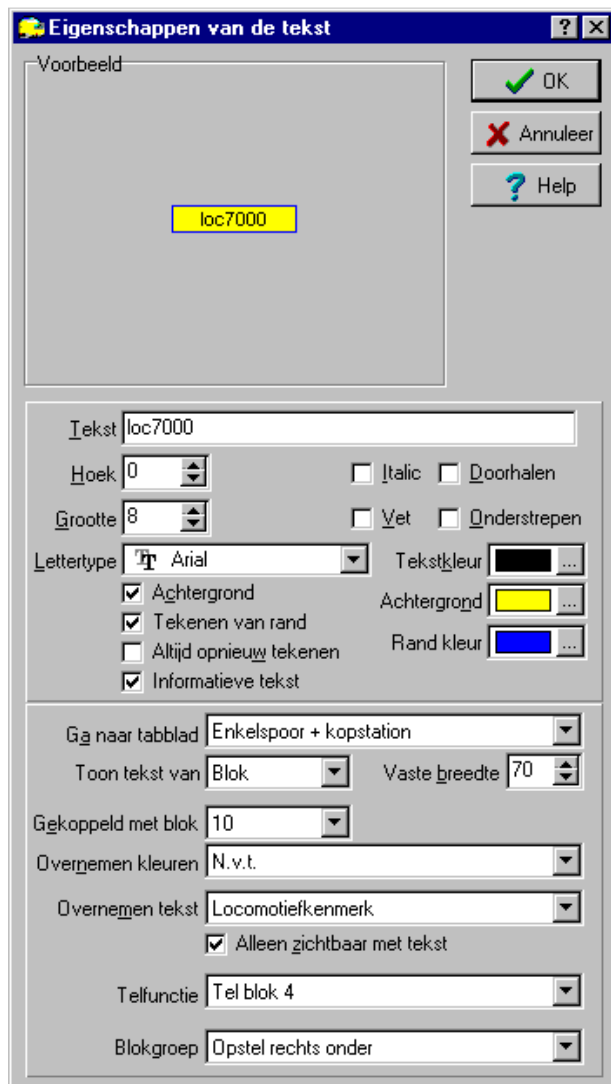 Eigenschappen van de tekst
Voorbeeld
OK
Annuleer
Help
loc7000
Tekst loc7000
Hoek 0 Italic Doorhalen
Grootte 8 Vet Onderstrepen
Lettertype Arial Tekstkleur ...
Achtergrond
Achtergrond ...
Tekenen van rand
Rand kleur ...
Altijd opnieuw tekenen
Informatieve tekst
Ga naar tabblad Enkelspoor + kopstation
Toon tekst van Blok Vaste breedte 70
Gekoppeld met blok 10
Overnemen kleuren N.v.t.
Overnemen tekst Locomotiefkenmerk
Alleen zichtbaar met tekst
Telfunctie Tel blok 4
Blokgroep Opstel rechts onder